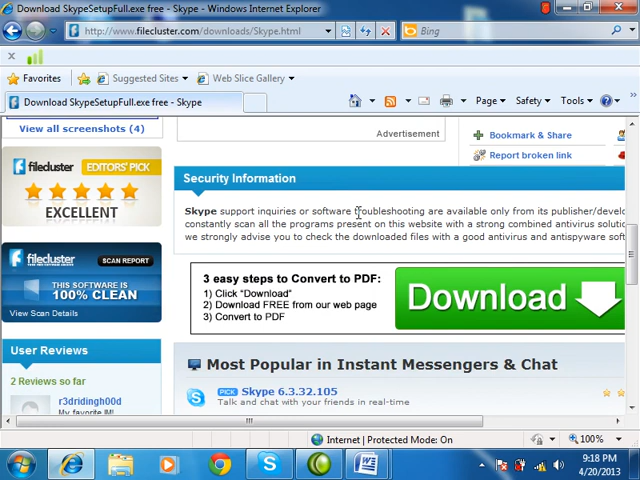 Download SkypeSetupFull.exe free - Skype - Windows Internet Explorer
http://www.filecluster.com/downloads/Skype.html
Bing
x
Favorites
Suggested Sites
Web Slice Gallery
Download SkypeSetupFull.exe free - Skype
Page
Safety
Tools
View all screenshots (4)
Advertisement
Bookmark & Share
Report broken link
filecluster EDITOR'S PICK
EXCELLENT
Security Information
Skype support inquiries or software troubleshooting are available only from its publisher/develo
constantly scan all the programs present on this website with a strong combined antivirus soluti
we strongly advise you to check the downloaded files with a good antivirus and antispyware soft
filecluster SCAN REPORT
THIS SOFTWARE IS
100% CLEAN
View Scan Details
3 easy steps to Convert to PDF:
1) Click "Download"
2) Download FREE from our web page
3) Convert to PDF
Download
User Reviews
2 Reviews so far
r3dridingh00d
My favorite IM!
Most Popular in Instant Messengers & Chat
PICK Skype 6.3.32.105
Talk and chat with your friends in real-time
Internet | Protected Mode: On
100%
9:18 PM
4/20/2013